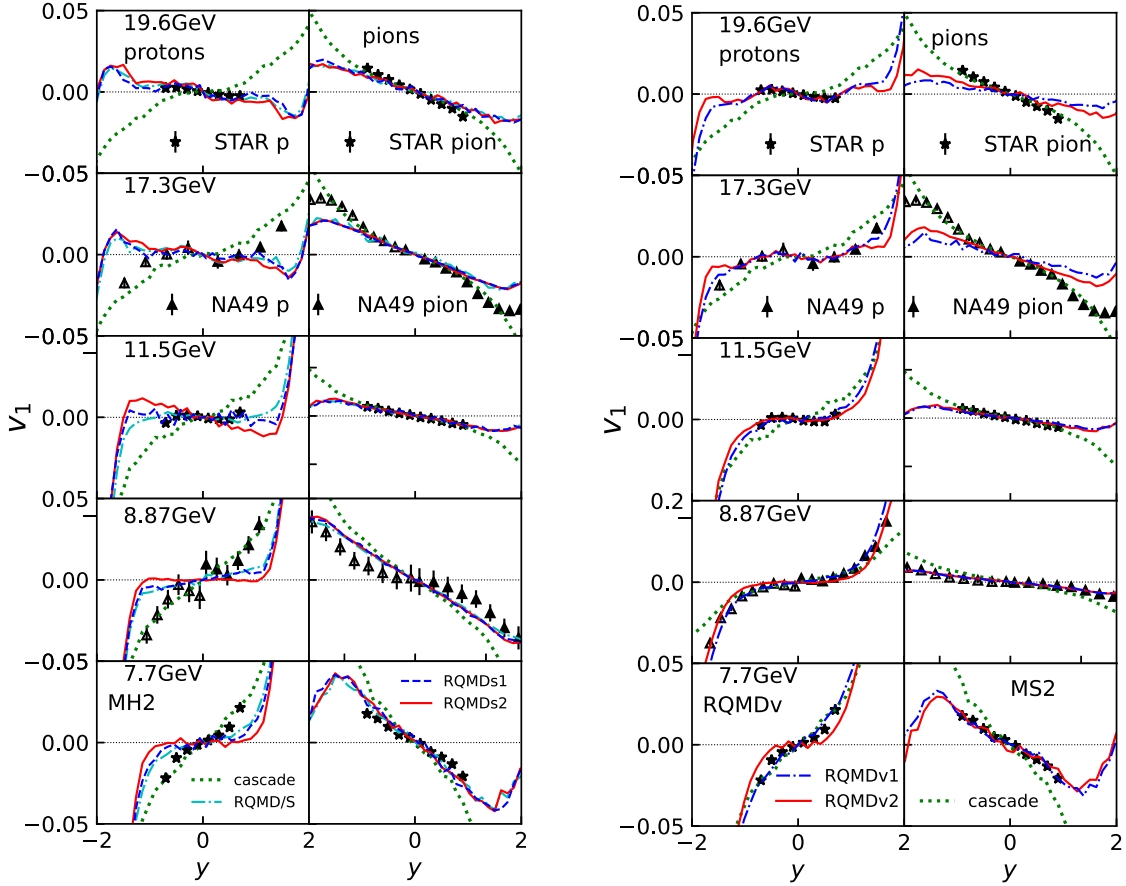 0.05
19.6GeV
protons
pions
0.00
STAR p
STAR pion
−0.05
17.3GeV
0.00
NA49 p
NA49 pion
−0.05
11.5GeV
v1
0.00
0.05
8.87GeV
0.00
−0.05
7.7GeV
MH2
RQMDs1
RQMDs2
0.00
cascade
RQMD/S
−0.05
−2 0 2 0 2
y y
0.05
19.6GeV
protons
pions
0.00
STAR p
STAR pion
−0.05
17.3GeV
0.00
NA49 p
NA49 pion
−0.05
11.5GeV
v1
0.00
0.2
8.87GeV
0.00
0.05
7.7GeV
RQMDv
MS2
0.00
RQMDv1
RQMDv2
cascade
−0.05
−2 0 2 0 2
y y